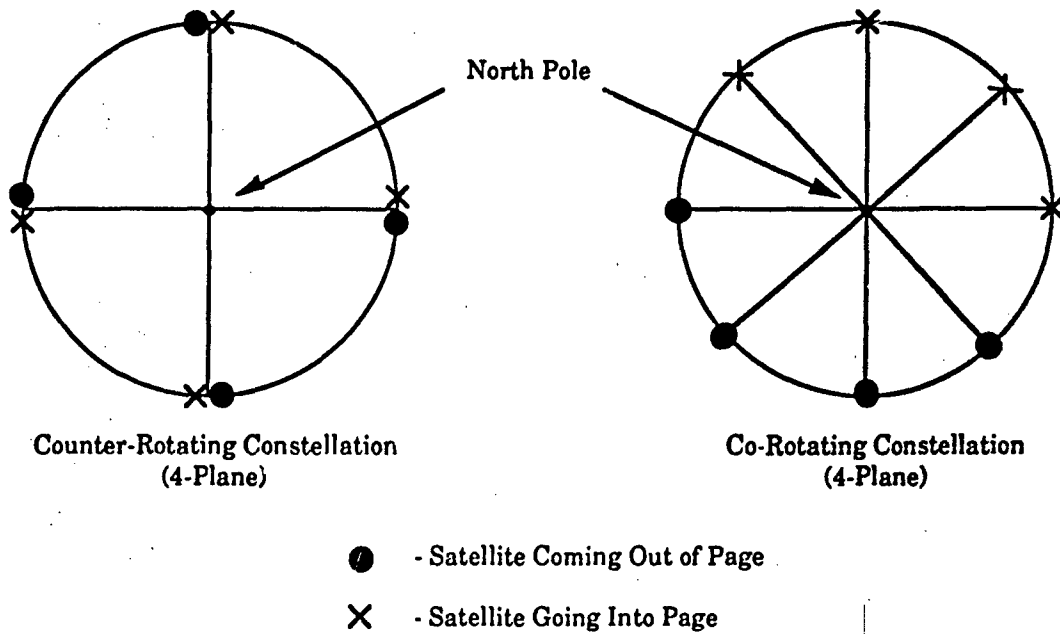 North Pole
Counter-Rotating Constellation
(4-Plane)
Co-Rotating Constellation
(4-Plane)
- Satellite Coming Out of Page
- Satellite Going Into Page